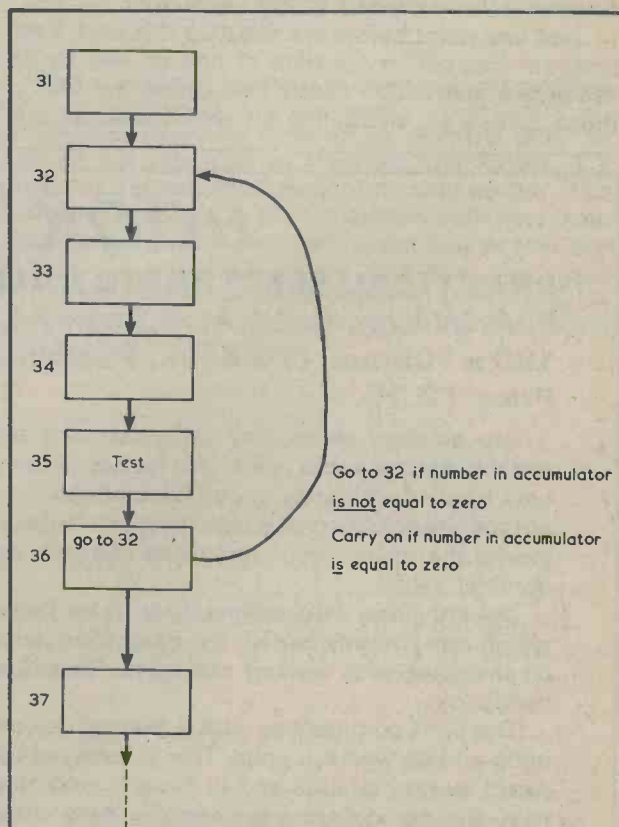 31
32
33
34
35 Test
Go to 32 if number in accumulator
is not equal to zero
36 go to 32
Carry on if number in accumulator
is equal to zero
37